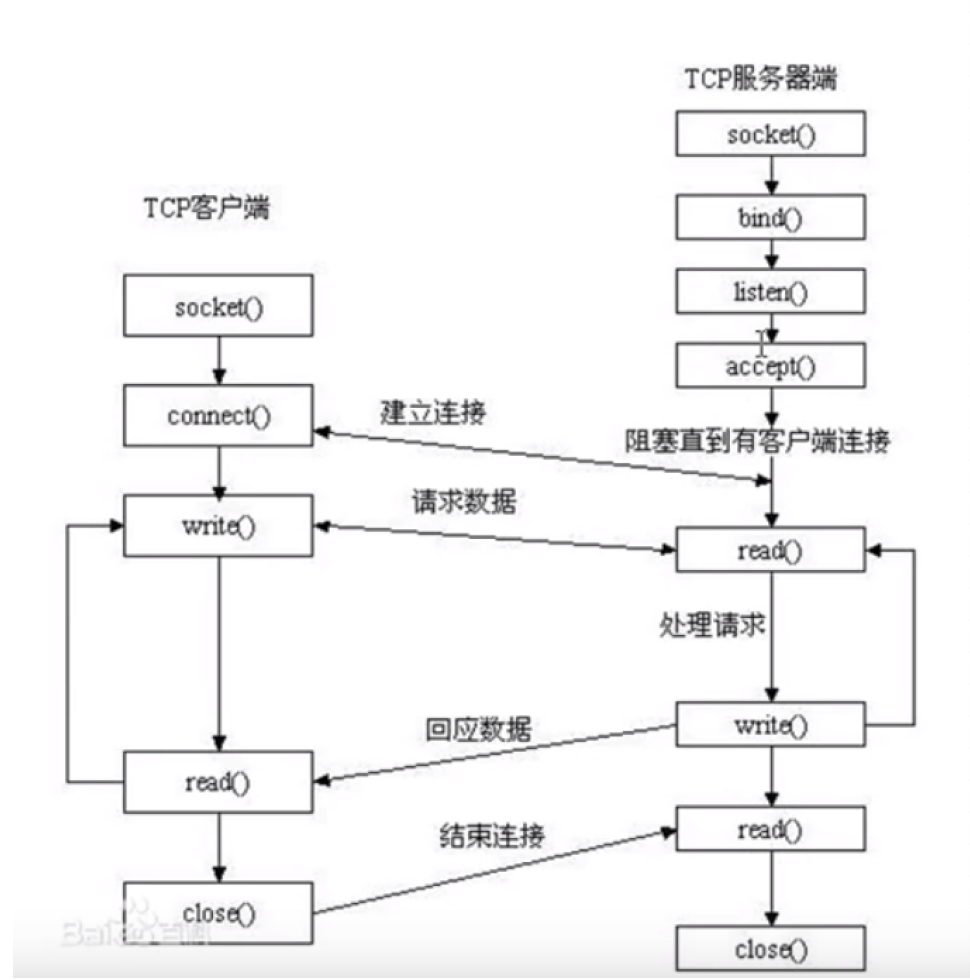 TCP服务器端
socket()
bind()
TCP客户端
listen()
socket()
accept()
connect()
建立连接
阻塞直到有客户端连接
请求数据
write()
read()
处理请求
回应数据
write()
read()
read()
结束连接
close()
Baidu百科
close()